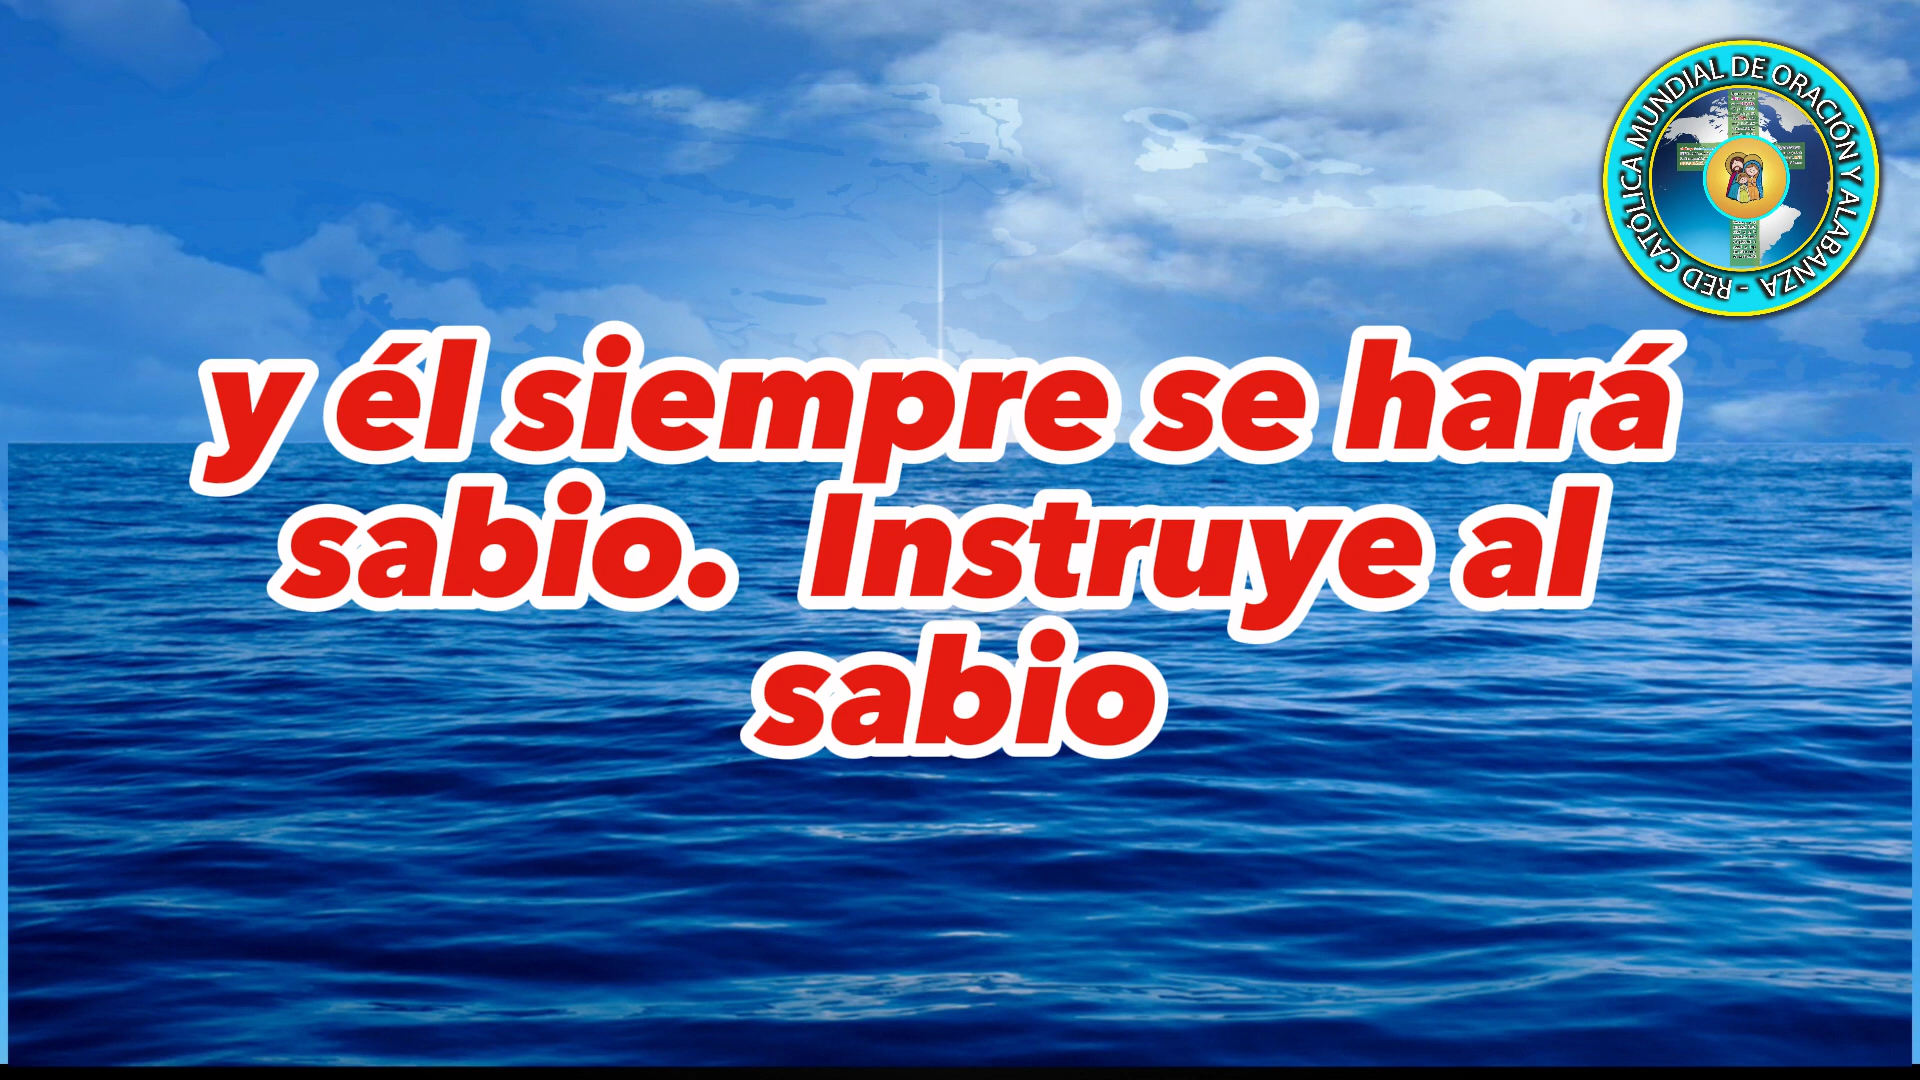 RED CATÓLICA MUNDIAL DE ORACIÓN Y ALABANZA -
y él siempre se hará
sabio.  Instruye al
sabio